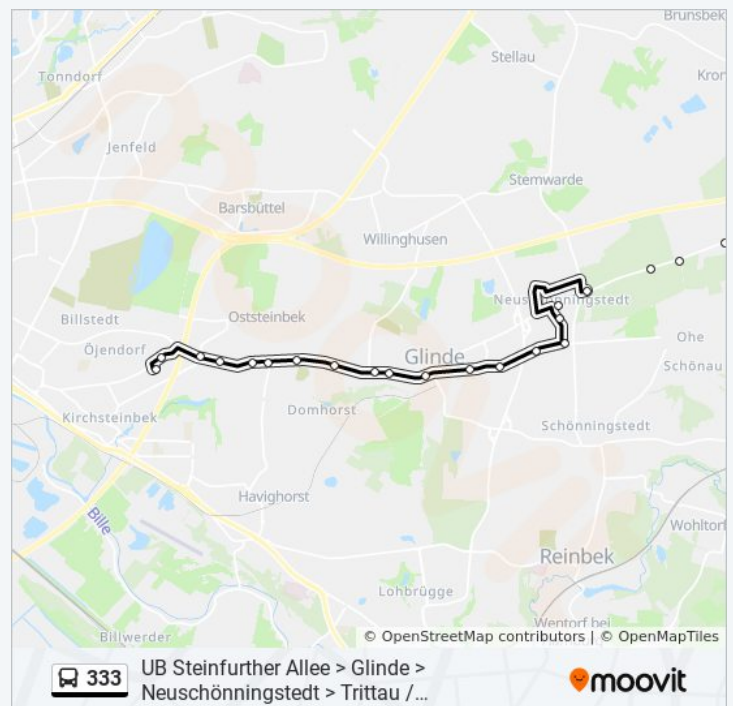 Brunsbek
Stellau
Tonndorf
Kron
Jenfeld
Stemwarde
Barsbüttel
Willinghusen
Neuschönningstedt
Oststeinbek
Billstedt
Öjendorf
Glinde
Ohe
Schönau
Domhorst
Kirchsteinbek
Schönningstedt
Havighorst
Bille
Wohltorf
Reinbek
Lohbrügge
Wentorf bei
Billwerder
© OpenStreetMap contributors | © OpenMapTiles
333
UB Steinfurther Allee > Glinde >
Neuschönningstedt > Trittau /…
moovit